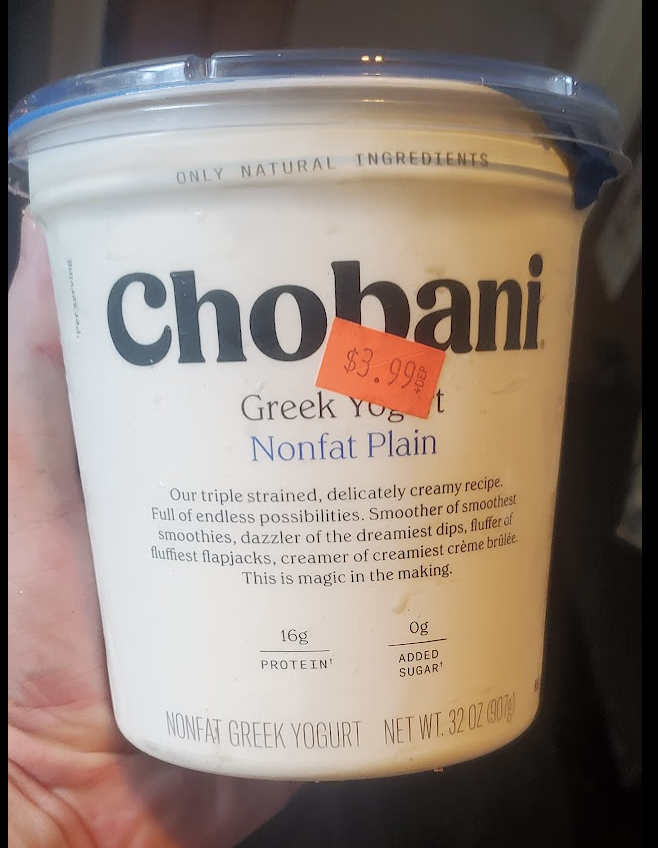 ONLY NATURAL INGREDIENTS
*Per serving
Chobani
$3.99
+DEP
Greek Yogurt
Nonfat Plain
Our triple strained, delicately creamy recipe.
Full of endless possibilities. Smoother of smoothest
smoothies, dazzler of the dreamiest dips, fluffer of
fluffiest flapjacks, creamer of creamiest crème brûlée.
This is magic in the making.
16g
PROTEIN†
0g
ADDED
SUGAR†
NONFAT GREEK YOGURT NET WT. 32 OZ (907g)